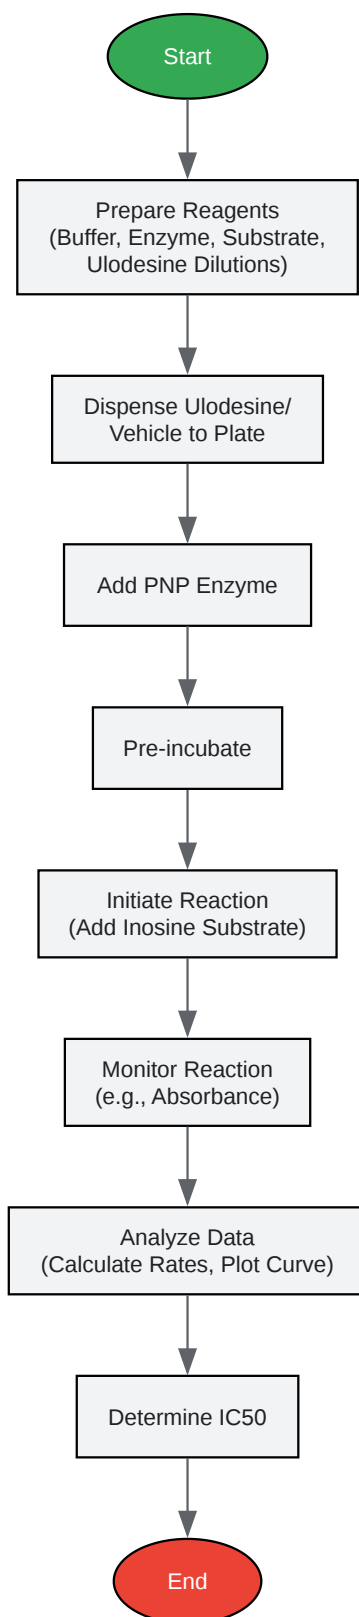 Start
Prepare Reagents
(Buffer, Enzyme, Substrate,
Ulodesine Dilutions)
Dispense Ulodesine/
Vehicle to Plate
Add PNP Enzyme
Pre-incubate
Initiate Reaction
(Add Inosine Substrate)
Monitor Reaction
(e.g., Absorbance)
Analyze Data
(Calculate Rates, Plot Curve)
Determine IC50
End